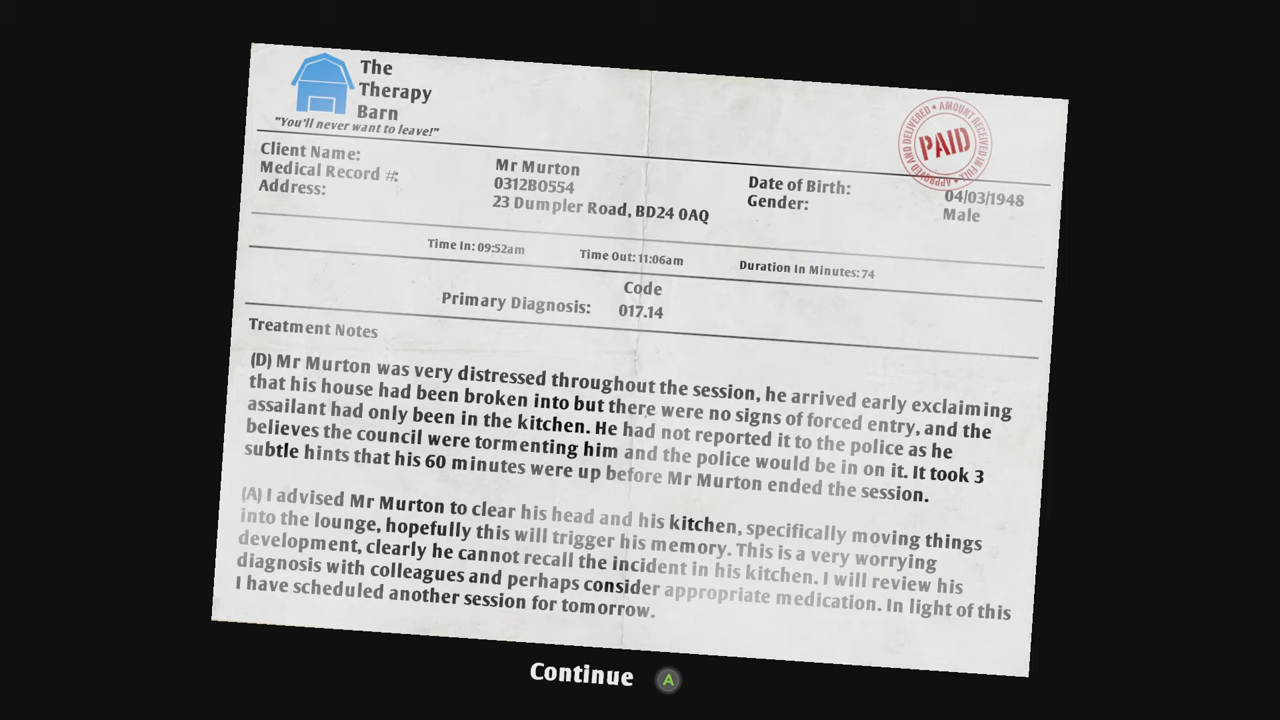 The
Therapy
Barn
"You'll never want to leave!"
APPROVED AND DELIVERED * AMOUNT RECEIVED IN FULL *
PAID
Client Name: Mr Murton Date of Birth: 04/03/1948
Medical Record #: 0312B0554 Gender: Male
Address: 23 Dumpler Road, BD24 0AQ
Time In: 09:52am Time Out: 11:06am Duration In Minutes: 74
Code
Primary Diagnosis: 017.14
Treatment Notes
(D) Mr Murton was very distressed throughout the session, he arrived early exclaiming
that his house had been broken into but there were no signs of forced entry, and the
assailant had only been in the kitchen. He had not reported it to the police as he
believes the council were tormenting him and the police would be in on it. It took 3
subtle hints that his 60 minutes were up before Mr Murton ended the session.
(A) I advised Mr Murton to clear his head and his kitchen, specifically moving things
into the lounge, hopefully this will trigger his memory. This is a very worrying
development, clearly he cannot recall the incident in his kitchen. I will review his
diagnosis with colleagues and perhaps consider appropriate medication. In light of this
I have scheduled another session for tomorrow.
Continue A